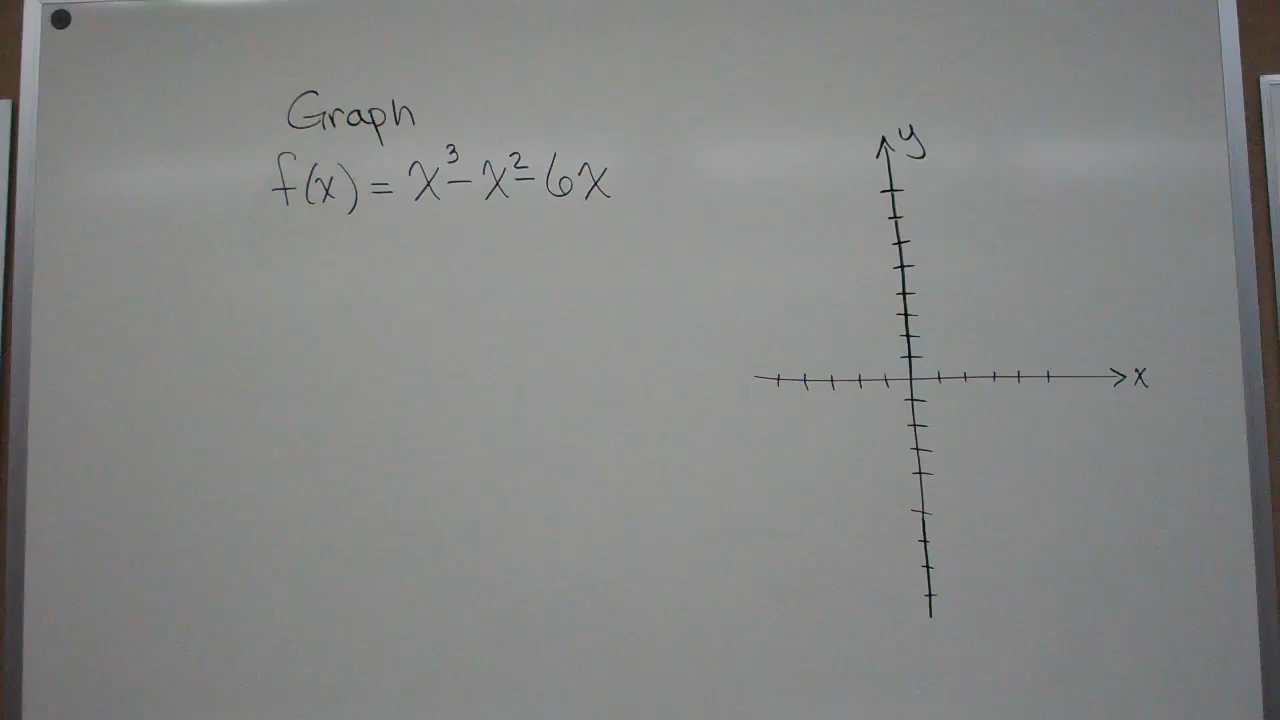 Graph
f(x) = x³ - x² - 6x
y
x